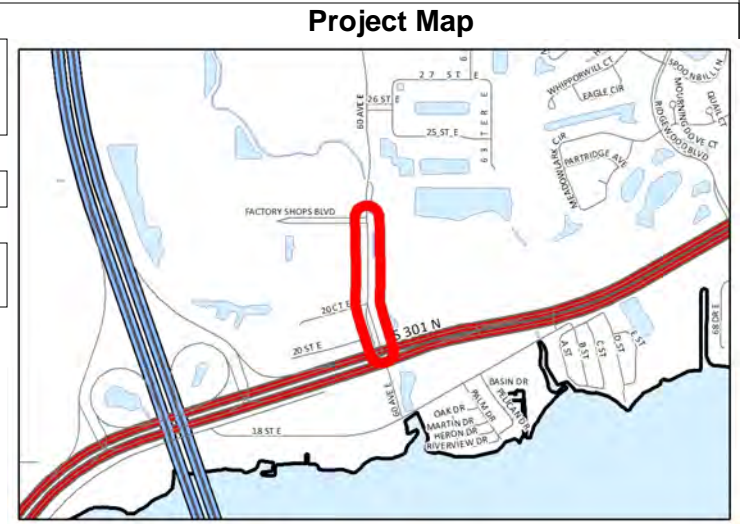 Project Map
SPOONBILL LN
WHIPPORWILL CT
EAGLE CIR
QUAIL CT
MOURNING DOVE CT
RIDGEWOOD BLVD
27 ST E
26 ST E
60 AVE E
25 ST E
63 TER E
MEADOWLARK CIR
PARTRIDGE AVE
FACTORY SHOPS BLVD
20 CT E
20 ST E
S 301 N
68 DR E
E ST
D ST
C ST
B ST
A ST
60 AVE E
BASIN DR
PELICAN DR
PALM DR
OAK DR
MARTIN DR
HERON DR
RIVERVIEW DR
18 ST E